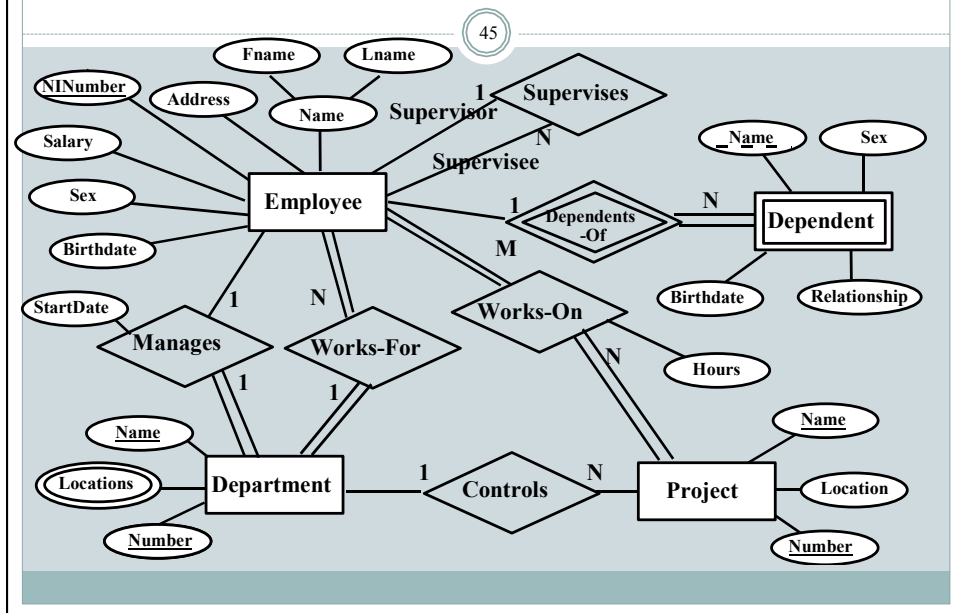 45
Fname
Lname
NINumber
Address
Name
1
Supervises
Supervisor
N
Supervisee
Salary
Name
Sex
Sex
Employee
1
Dependents
-Of
N
Dependent
Birthdate
M
StartDate
1
N
Works-On
Birthdate
Relationship
Manages
Works-For
N
Hours
1
1
Name
Name
Locations
Department
1
Controls
N
Project
Location
Number
Number